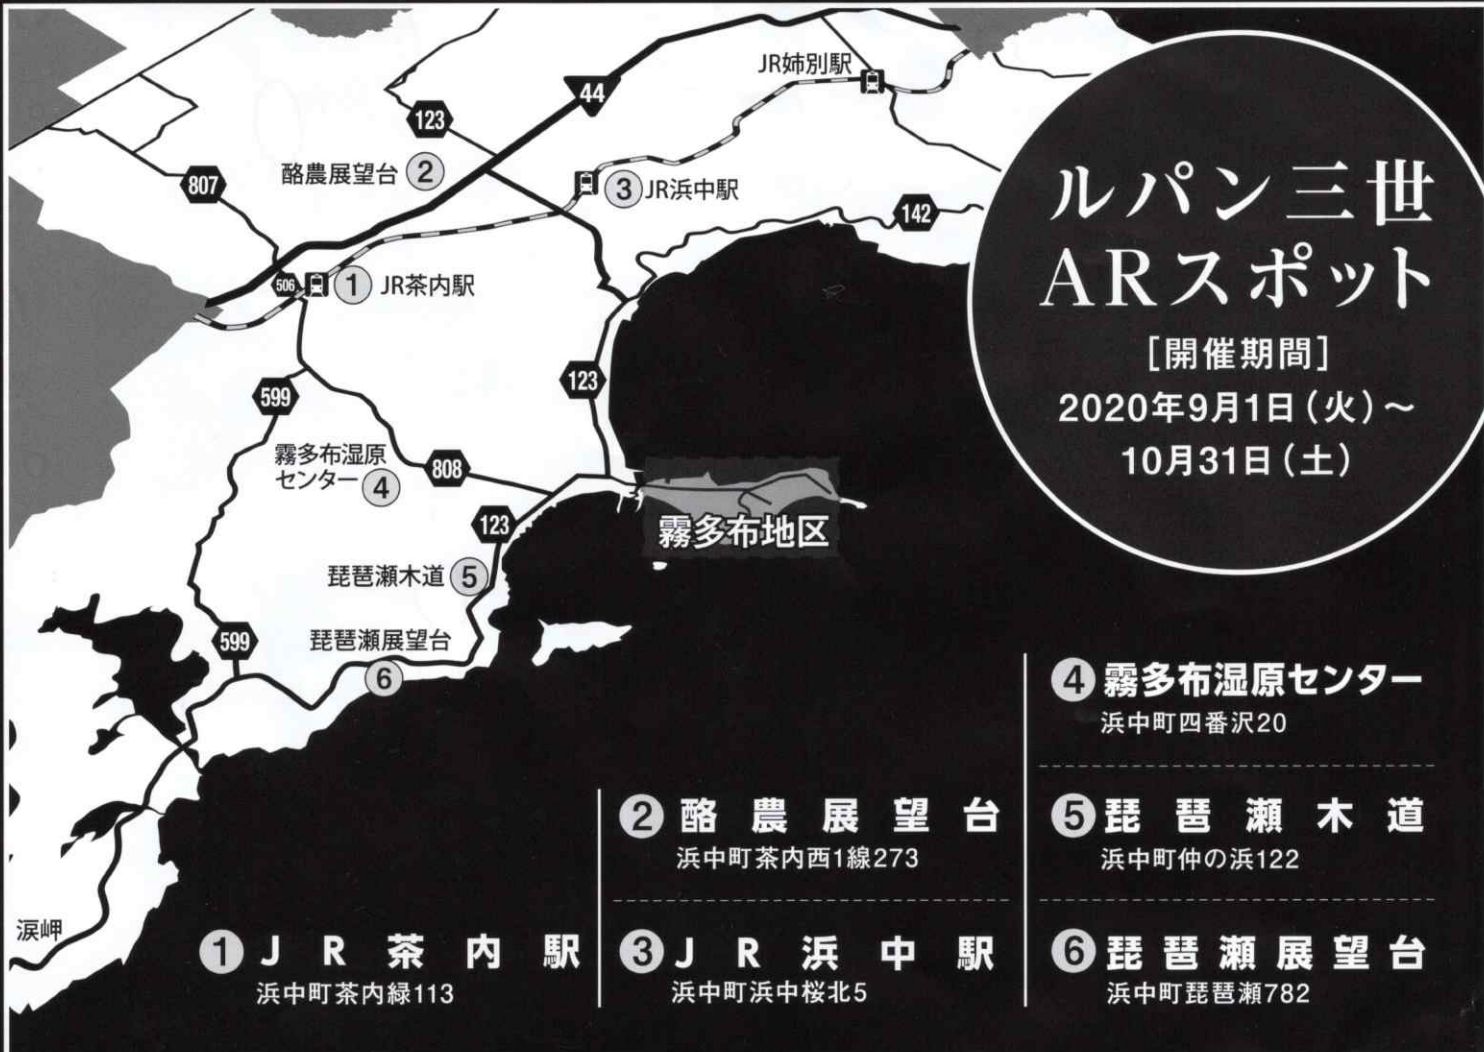 ルパン三世
ARスポット
[開催期間]
2020年9月1日(火)～
10月31日(土)
JR姉別駅
44
123
酪農展望台 ②
807
③ JR浜中駅
142
506
① JR茶内駅
599
123
霧多布湿原
センター ④
808
123
霧多布地区
琵琶瀬木道 ⑤
599
琵琶瀬展望台
⑥
涙岬
① JR茶内駅
浜中町茶内緑113
② 酪農展望台
浜中町茶内西1線273
③ JR浜中駅
浜中町浜中桜北5
④ 霧多布湿原センター
浜中町四番沢20
⑤ 琵琶瀬木道
浜中町仲の浜122
⑥ 琵琶瀬展望台
浜中町琵琶瀬782